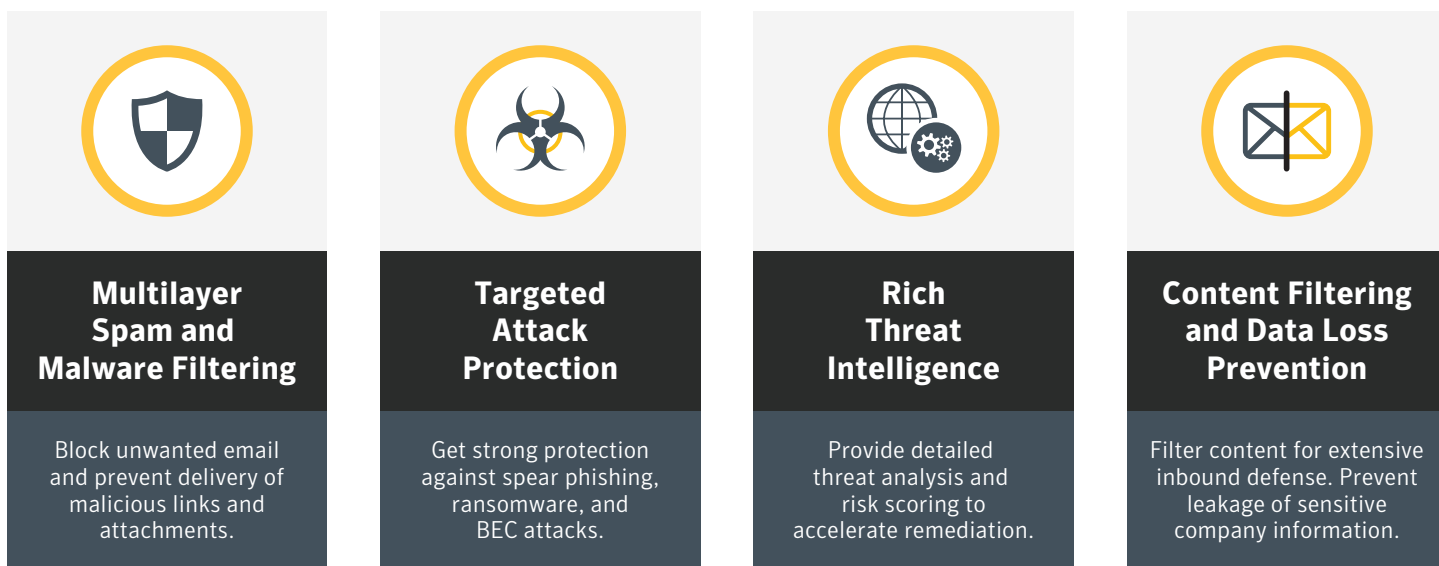 Multilayer
Spam and
Malware Filtering
Block unwanted email
and prevent delivery of
malicious links and
attachments.
Targeted
Attack
Protection
Get strong protection
against spear phishing,
ransomware, and
BEC attacks.
Rich
Threat
Intelligence
Provide detailed
threat analysis and
risk scoring to
accelerate remediation.
Content Filtering
and Data Loss
Prevention
Filter content for extensive
inbound defense. Prevent
leakage of sensitive
company information.